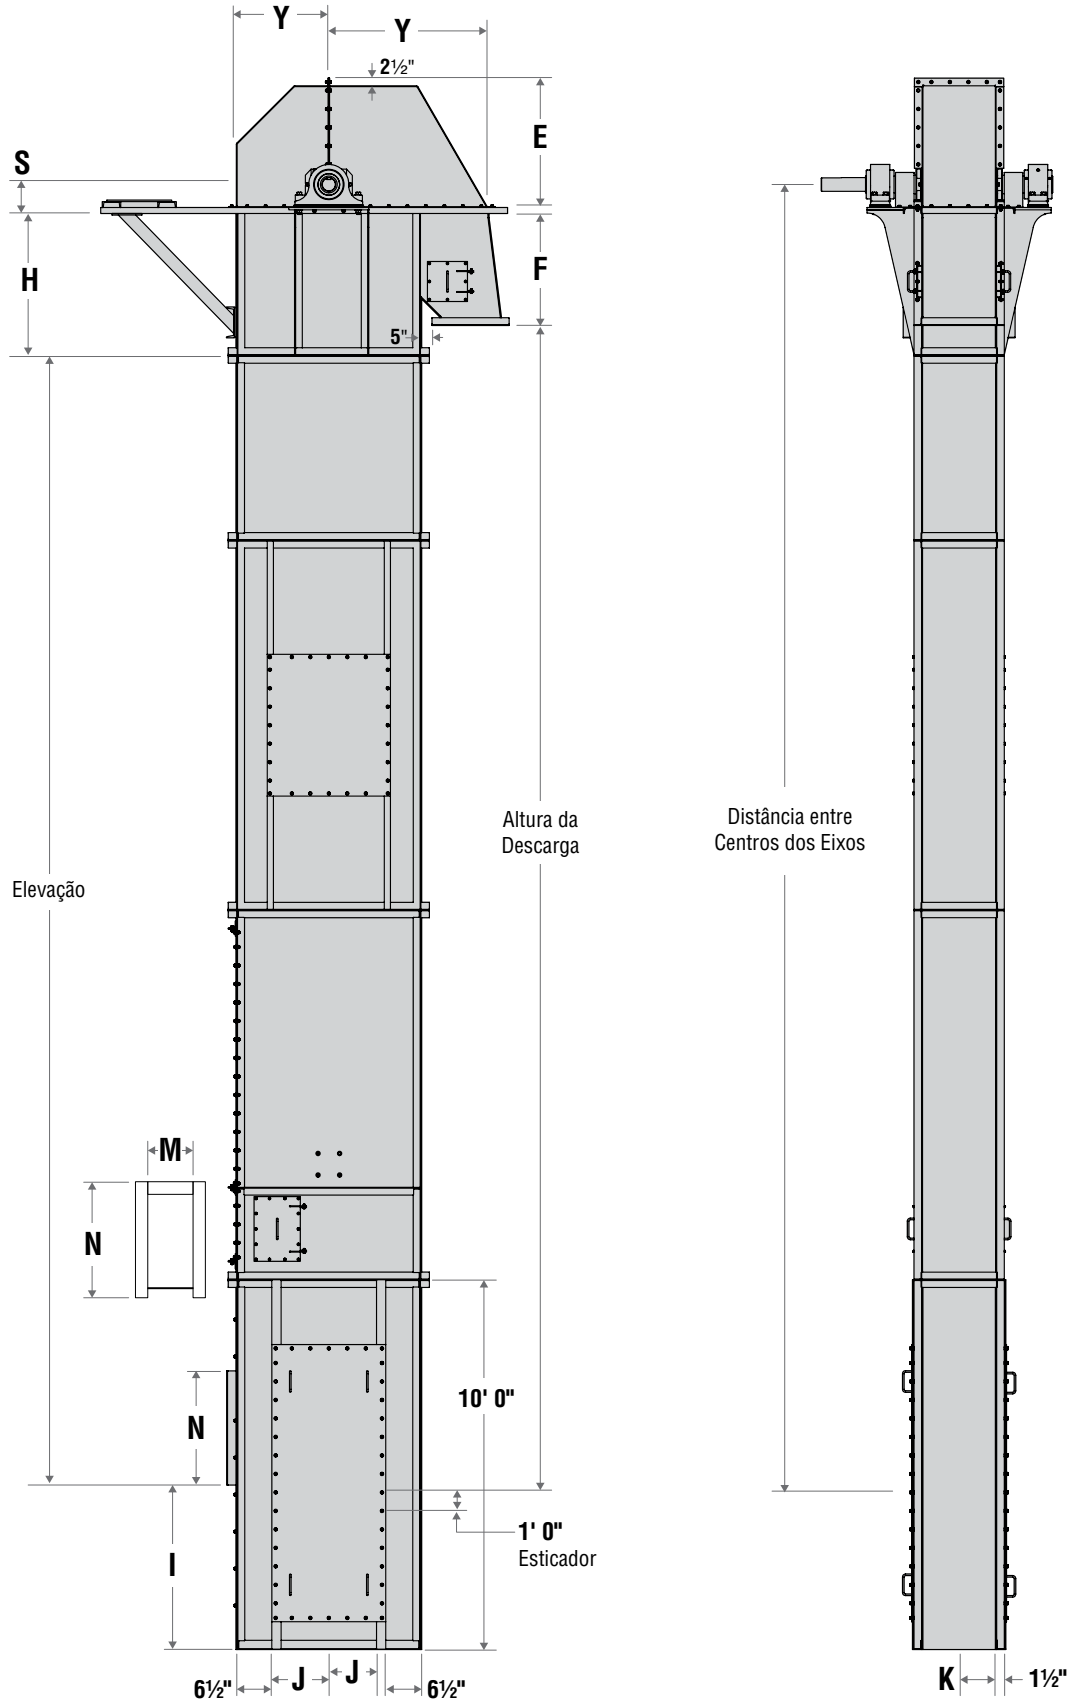 Y
Y
2½"
E
S
H
F
5"
Altura da
Descarga
Distância entre
Centros dos Eixos
Elevação
M
N
N
10' 0"
1' 0"
Esticador
I
6½"
J
J
6½"
K
1½"